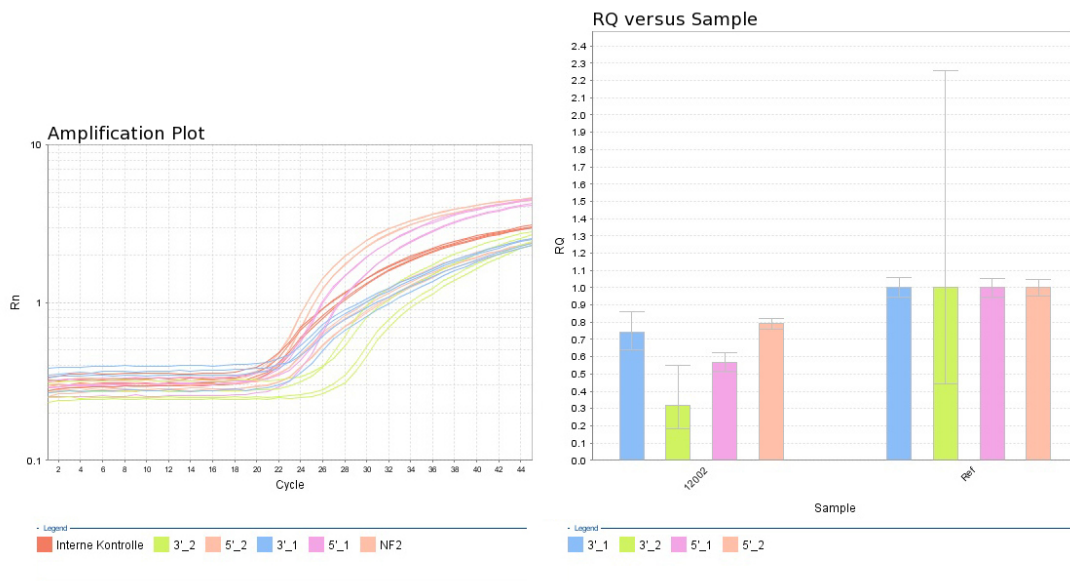 Amplification Plot
10
1
0.1
Rn
2 4 6 8 10 12 14 16 18 20 22 24 26 28 30 32 34 36 38 40 42 44
Cycle
Legend
Interne Kontrolle 3'_2 5'_2 3'_1 5'_1 NF2
RQ versus Sample
2.4
2.3
2.2
2.1
2.0
1.9
1.8
1.7
1.6
1.5
1.4
1.3
1.2
1.1
1.0
0.9
0.8
0.7
0.6
0.5
0.4
0.3
0.2
0.1
0.0
RQ
12002 Ref
Sample
Legend
3'_1 3'_2 5'_1 5'_2